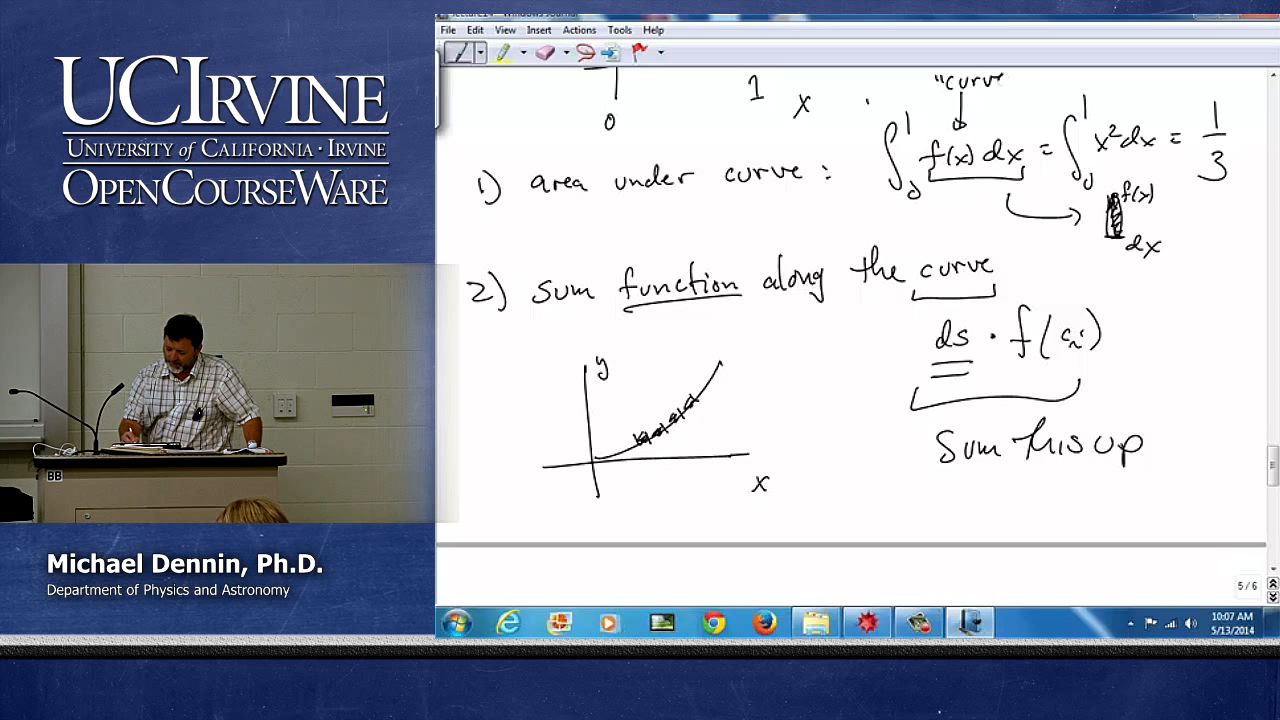 UCIRVINE
UNIVERSITY of CALIFORNIA · IRVINE
OPENCOURSEWARE
BB
Michael Dennin, Ph.D.
Department of Physics and Astronomy
File Edit View Insert Actions Tools Help
0 1 x
"curve
1) area under curve : ∫₀¹ f(x) dx = ∫₀¹ x² dx = 1/3
f(x)
dx
2) sum function along the curve
ds · f( )
sum this up
y
x
5 / 6
10:07 AM
5/13/2014